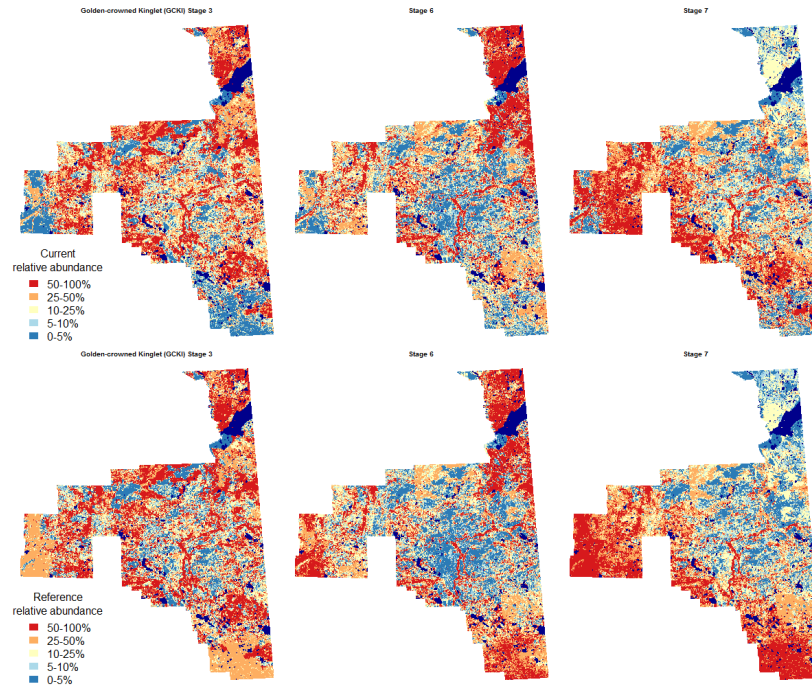 Golden-crowned Kinglet (GCKI) Stage 3
Stage 6
Stage 7
Current
relative abundance
50-100%
25-50%
10-25%
5-10%
0-5%
Golden-crowned Kinglet (GCKI) Stage 3
Stage 6
Stage 7
Reference
relative abundance
50-100%
25-50%
10-25%
5-10%
0-5%